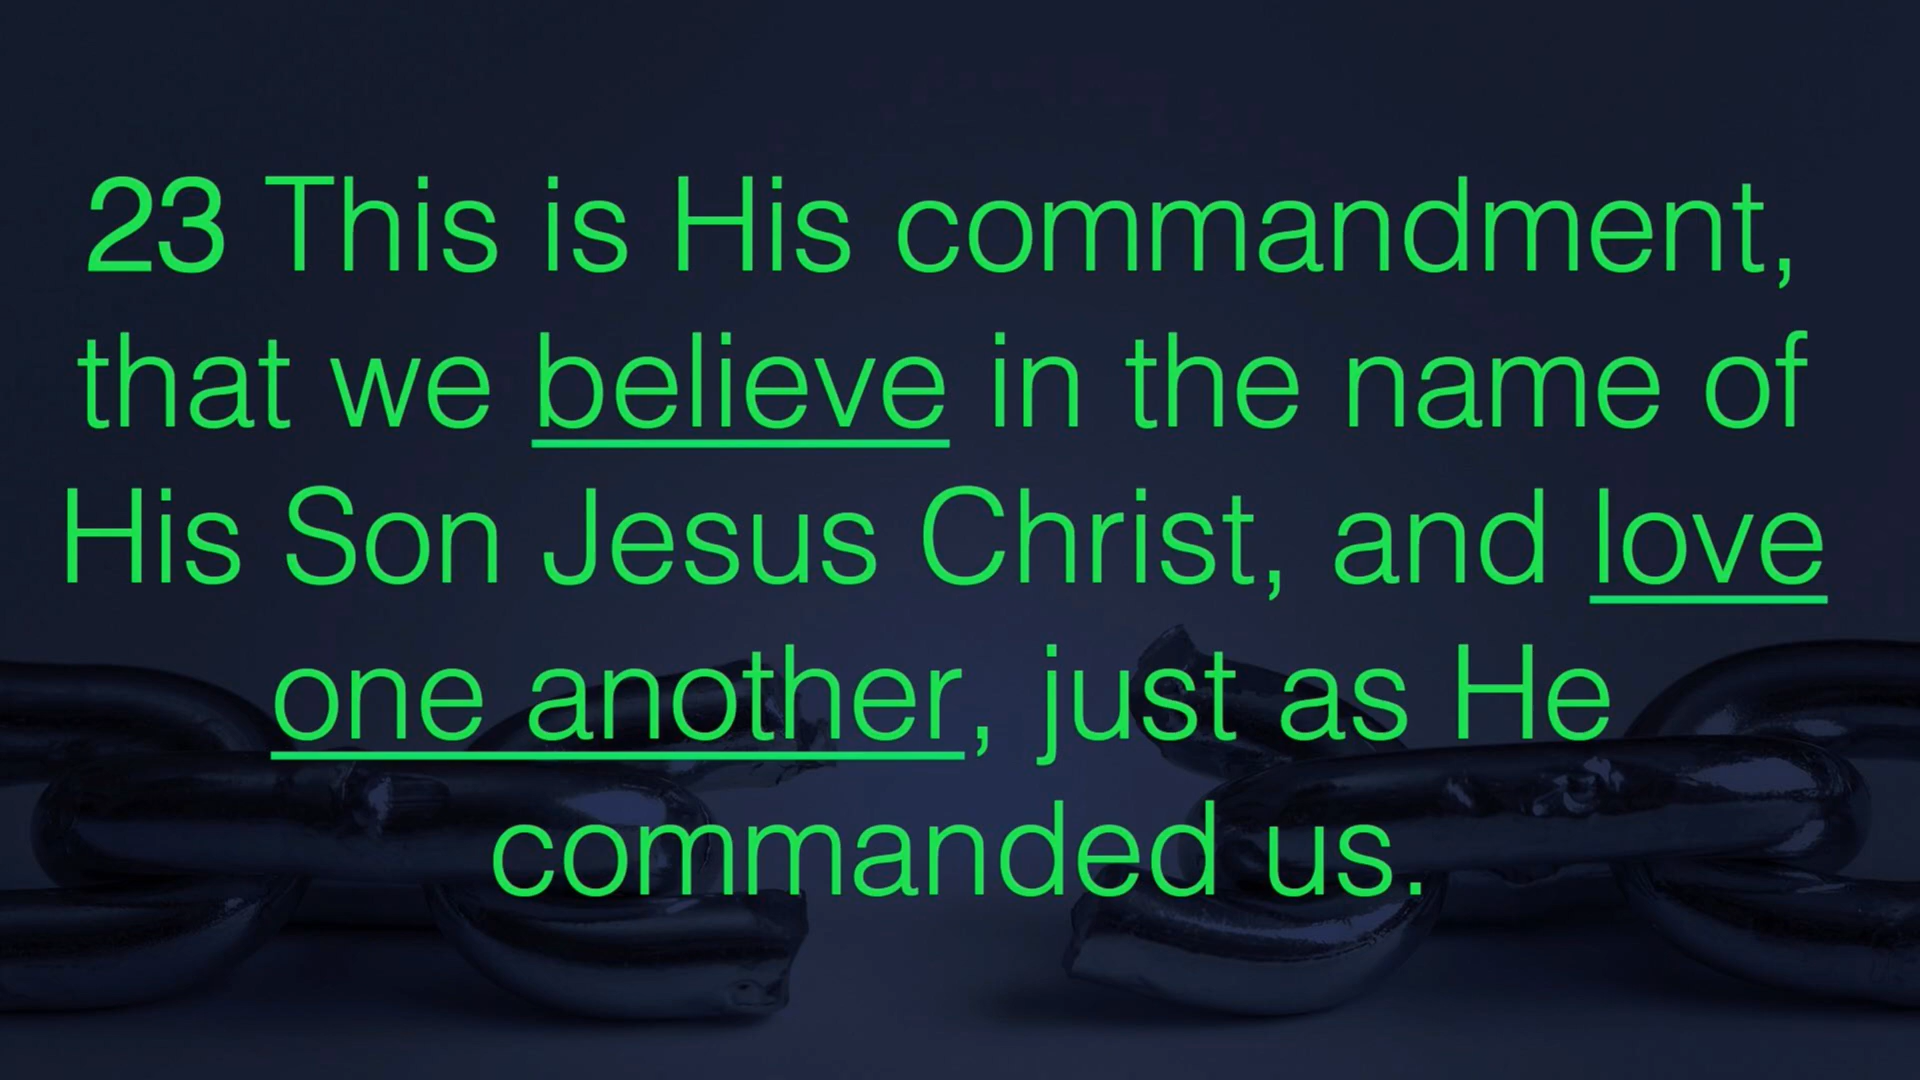 23 This is His commandment,
that we believe in the name of
His Son Jesus Christ, and love
one another, just as He
commanded us.